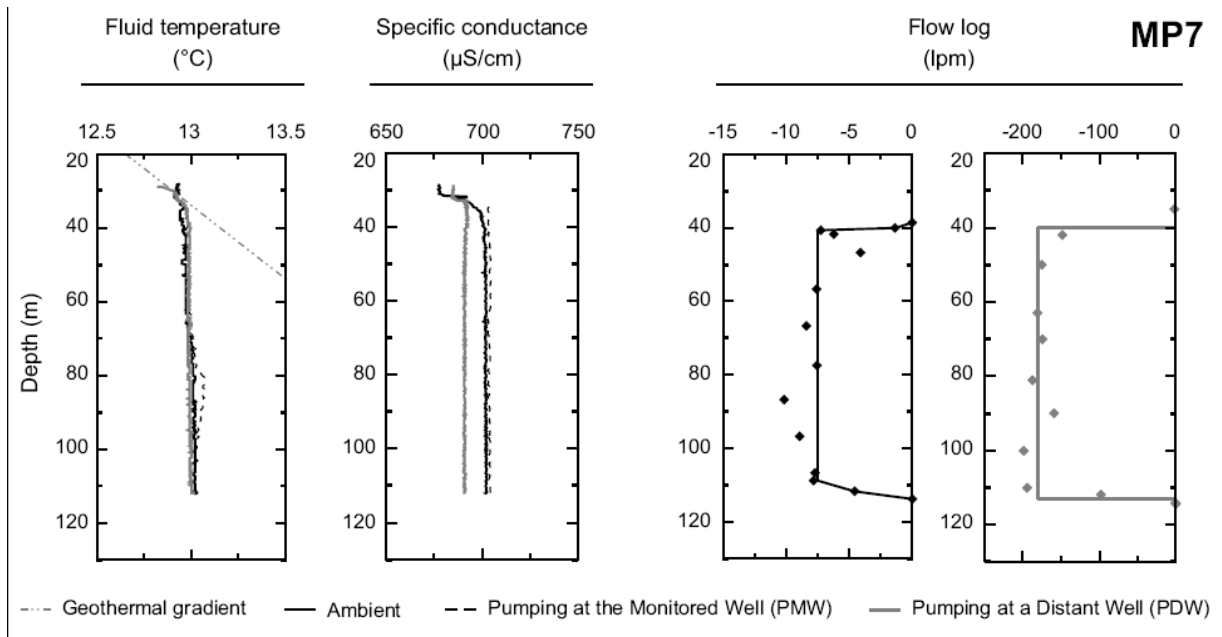 Fluid temperature
(°C)
Specific conductance
(µS/cm)
Flow log
(lpm)
MP7
12.5 13 13.5
650 700 750
-15 -10 -5 0
-200 -100 0
20 20 20 20
40 40 40 40
60 60 60 60
80 80 80 80
100 100 100 100
120 120 120 120
Depth (m)
Geothermal gradient Ambient Pumping at the Monitored Well (PMW) Pumping at a Distant Well (PDW)